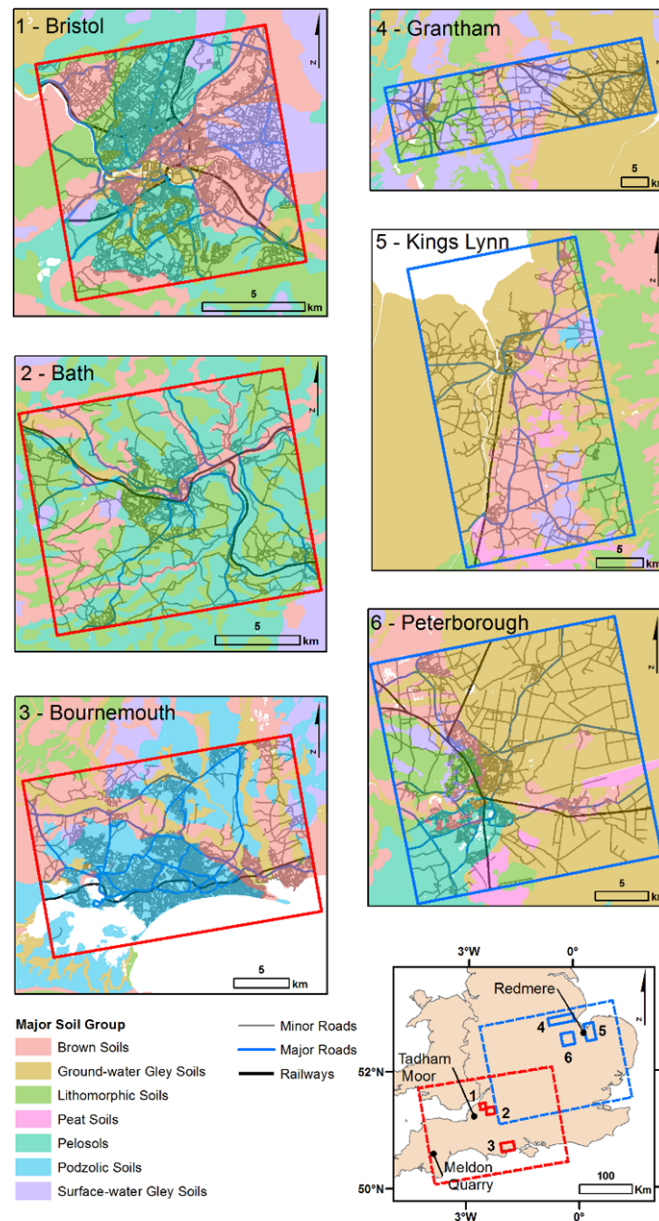 1 - Bristol
N
5
km
2 - Bath
N
5
km
3 - Bournemouth
N
5
km
4 - Grantham
N
5
km
5 - Kings Lynn
N
5
km
6 - Peterborough
N
5
km
Major Soil Group
Brown Soils
Ground-water Gley Soils
Lithomorphic Soils
Peat Soils
Pelosols
Podzolic Soils
Surface-water Gley Soils
Minor Roads
Major Roads
Railways
3°W
0°
N
Redmere
4
5
6
Tadham
Moor
52°N
1
2
3
Meldon
Quarry
100
Km
50°N
3°W
0°